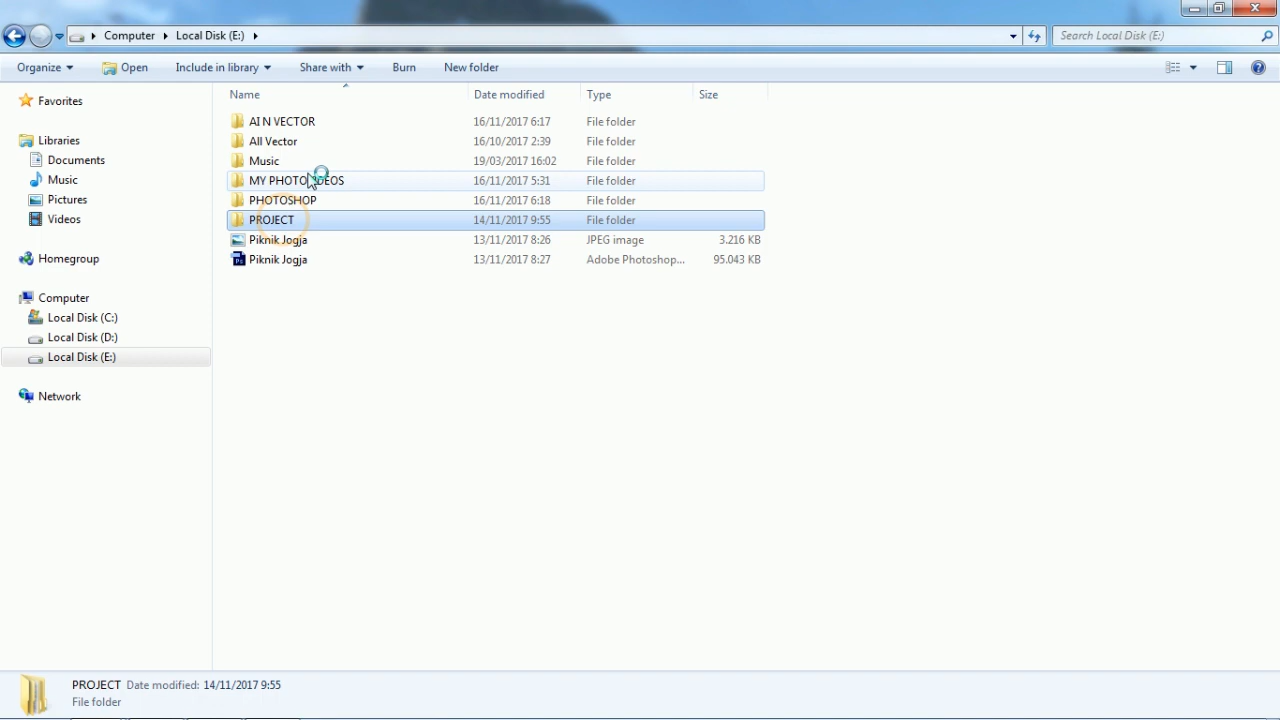 Computer Local Disk (E:) Search Local Disk (E:)
Organize Open Include in library Share with Burn New folder
Name Date modified Type Size
Favorites
Libraries
Documents
Music
Pictures
Videos
Homegroup
Computer
Local Disk (C:)
Local Disk (D:)
Local Disk (E:)
Network
AI N VECTOR 16/11/2017 6:17 File folder
All Vector 16/10/2017 2:39 File folder
Music 19/03/2017 16:02 File folder
MY PHOTO 16/11/2017 5:31 File folder
PHOTOSHOP 16/11/2017 6:18 File folder
PROJECT 14/11/2017 9:55 File folder
Piknik Jogja 13/11/2017 8:26 JPEG image 3.216 KB
Piknik Jogja 13/11/2017 8:27 Adobe Photoshop... 95.043 KB
PROJECT Date modified: 14/11/2017 9:55
File folder